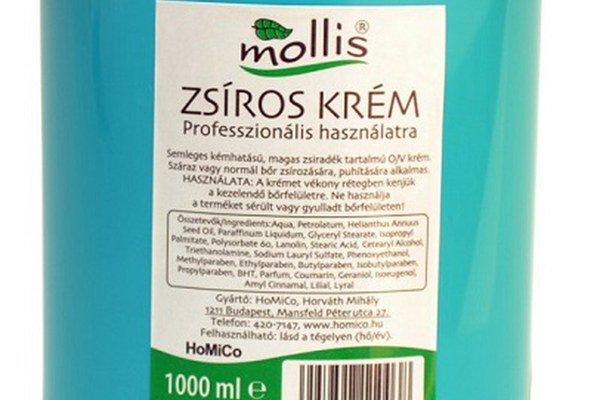 mollis®
ZSÍROS KRÉM
Professzionális használatra
Semleges kémhatású, magas zsiradék tartalmú O/V krém.
Száraz vagy normál bőr zsírozására, puhítására alkalmas.
HASZNÁLATA: A krémet vékony rétegben kenjük
a kezelendő bőrfelületre. Ne használja
a terméket sérült vagy gyulladt bőrfelületen!
Összetevők/Ingredients: Aqua, Petrolatum, Helianthus Annuus
Seed Oil, Paraffinum Liquidum, Glyceryl Stearate, Isopropyl
Palmitate, Polysorbate 60, Lanolin, Stearic Acid, Cetearyl Alcohol,
Triethanolamine, Sodium Lauryl Sulfate, Phenoxyethanol,
Methylparaben, Ethylparaben, Butylparaben, Isobutylparaben,
Propylparaben, BHT, Parfum, Coumarin, Geraniol, Isoeugenol,
Amyl Cinnamal, Lilial, Lyral
Gyártó: HoMiCo, Horváth Mihály
1211 Budapest, Mansfeld Péter utca 27.
Telefon: 420-7147, www.homico.hu
Felhasználható: lásd a tégelyen (hó/év).
HoMiCo
1000 ml e